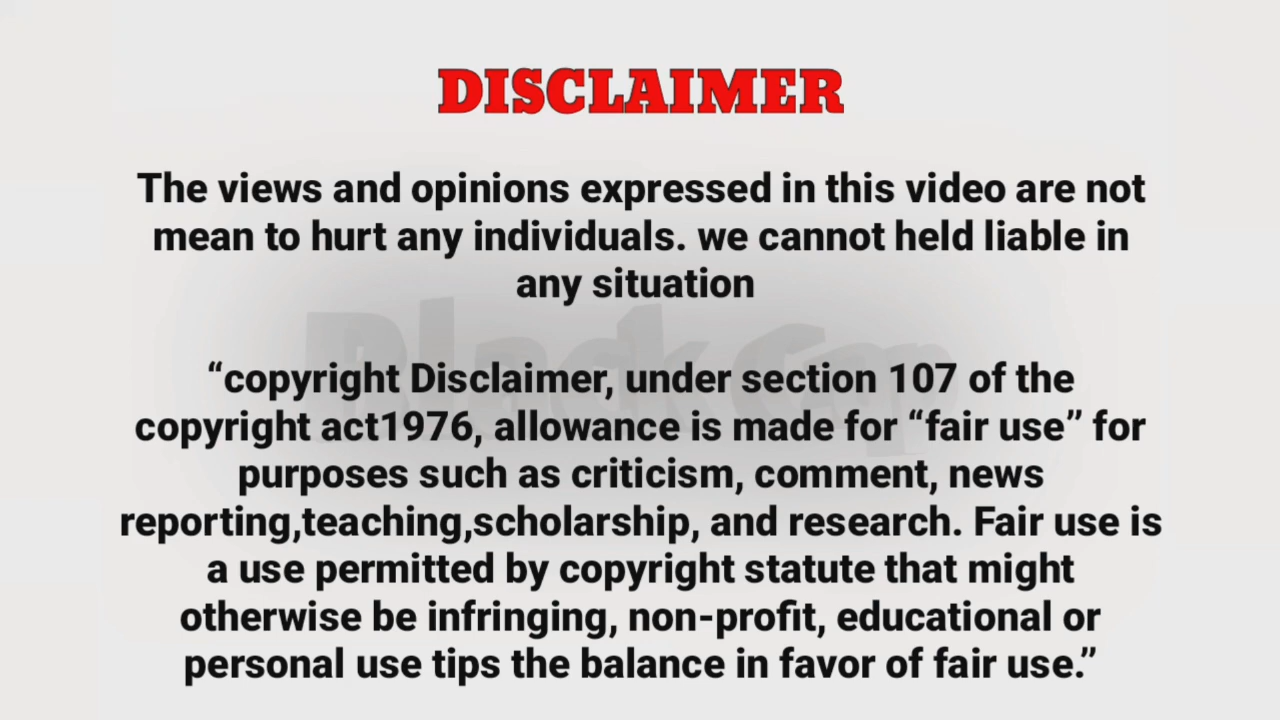 DISCLAIMER
The views and opinions expressed in this video are not
mean to hurt any individuals. we cannot held liable in
any situation
Black Cap
“copyright Disclaimer, under section 107 of the
copyright act1976, allowance is made for “fair use” for
purposes such as criticism, comment, news
reporting,teaching,scholarship, and research. Fair use is
a use permitted by copyright statute that might
otherwise be infringing, non-profit, educational or
personal use tips the balance in favor of fair use.”